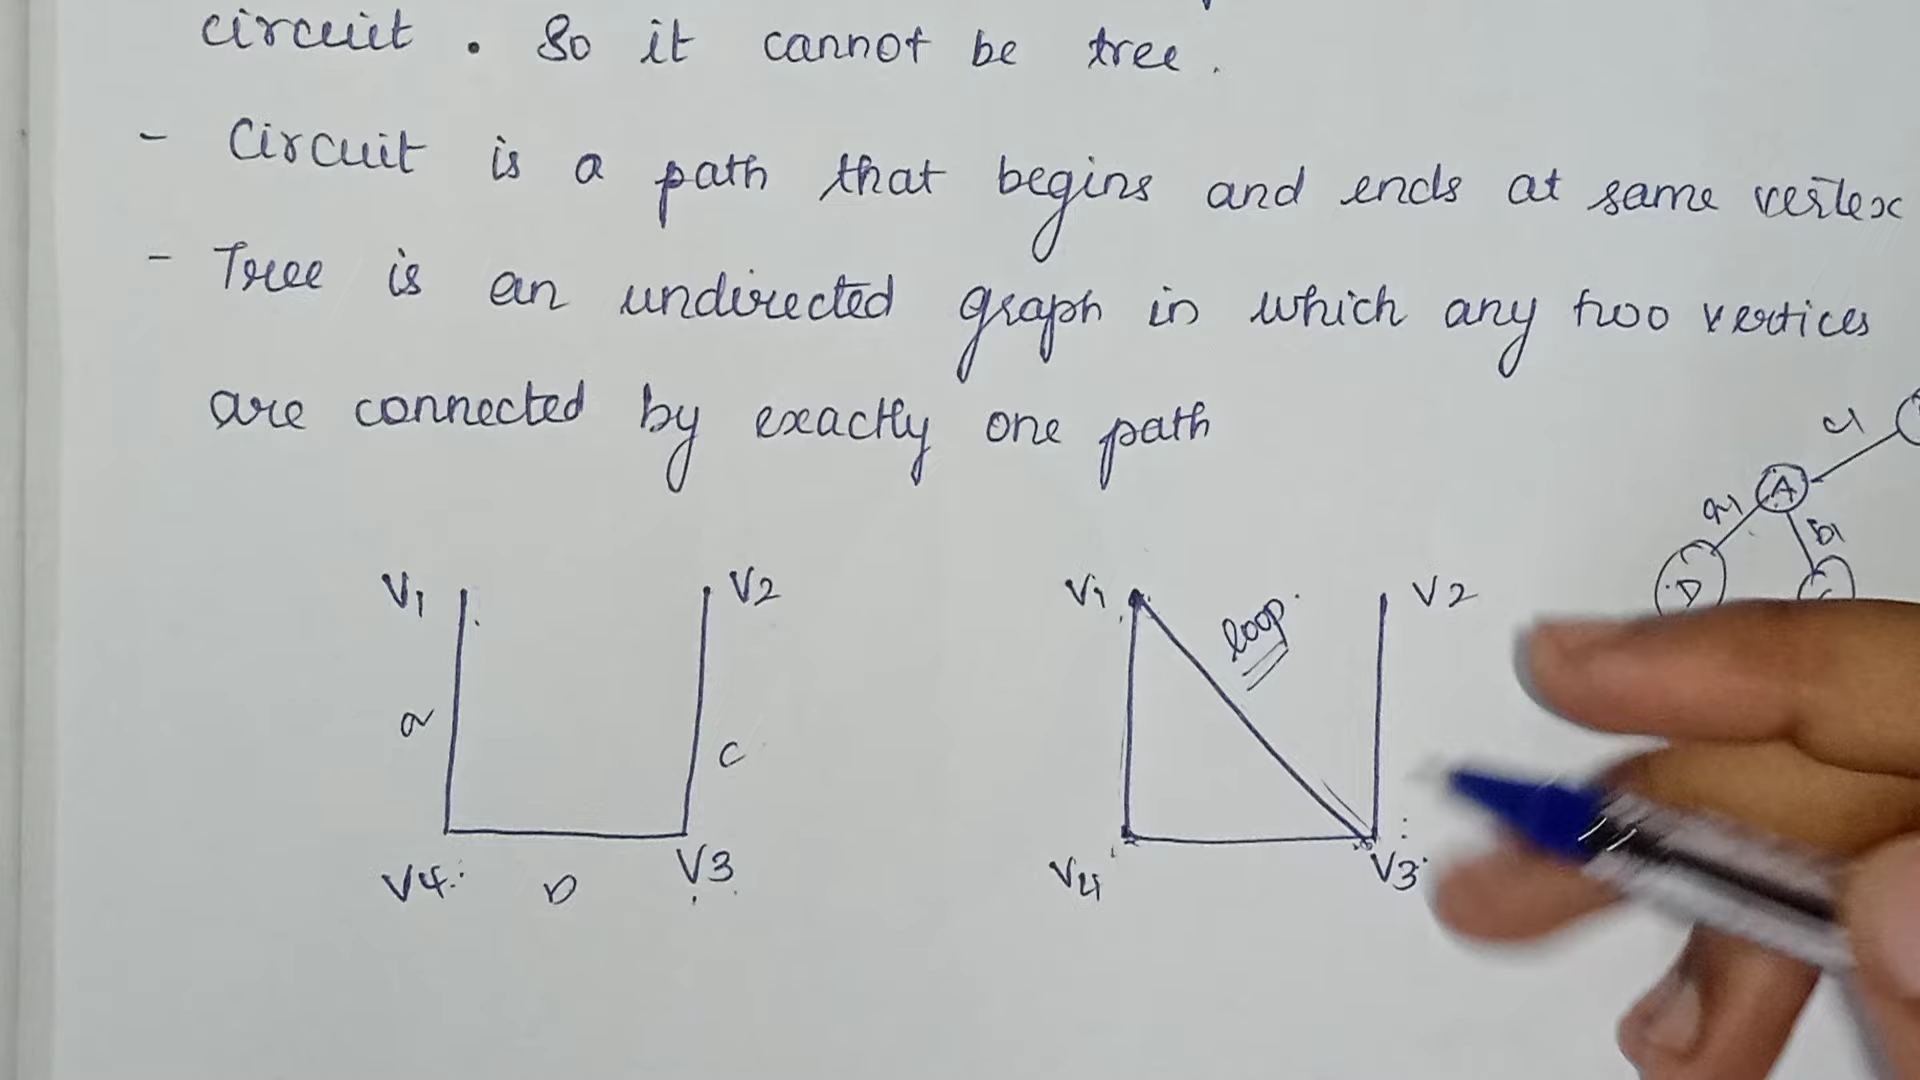 circuit . So it cannot be tree .
- Circuit is a path that begins and ends at same vertex
- Tree is an undirected graph in which any two vertices
are connected by exactly one path
V1 V2
a c
V4 b V3
V1 loop V2
V4 V3
A
a1 b1
D